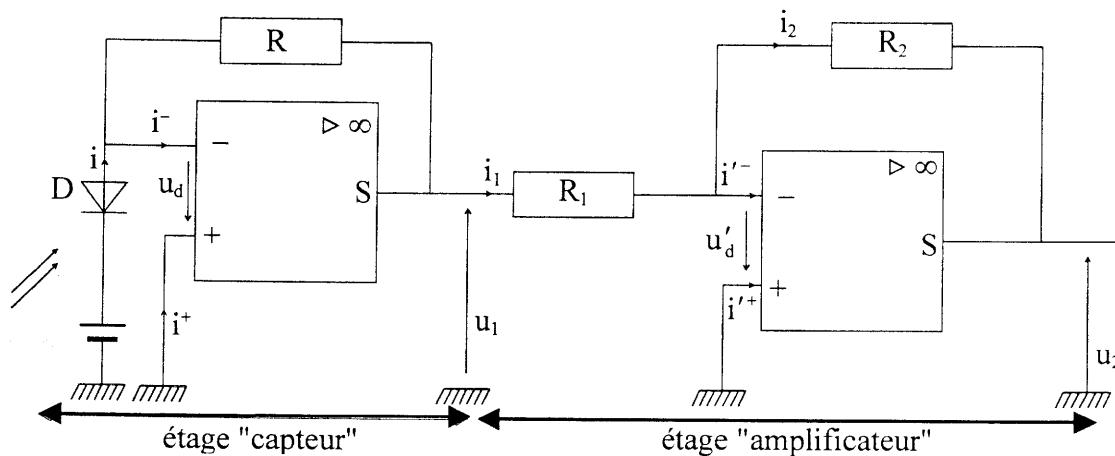 R
i₂
R₂
i⁻
−
▷ ∞
i
D
u_d
S
+
i⁺
i₁
R₁
u₁
i'⁻
−
▷ ∞
u'_d
S
i'⁺
+
u₂
étage "capteur"
étage "amplificateur"